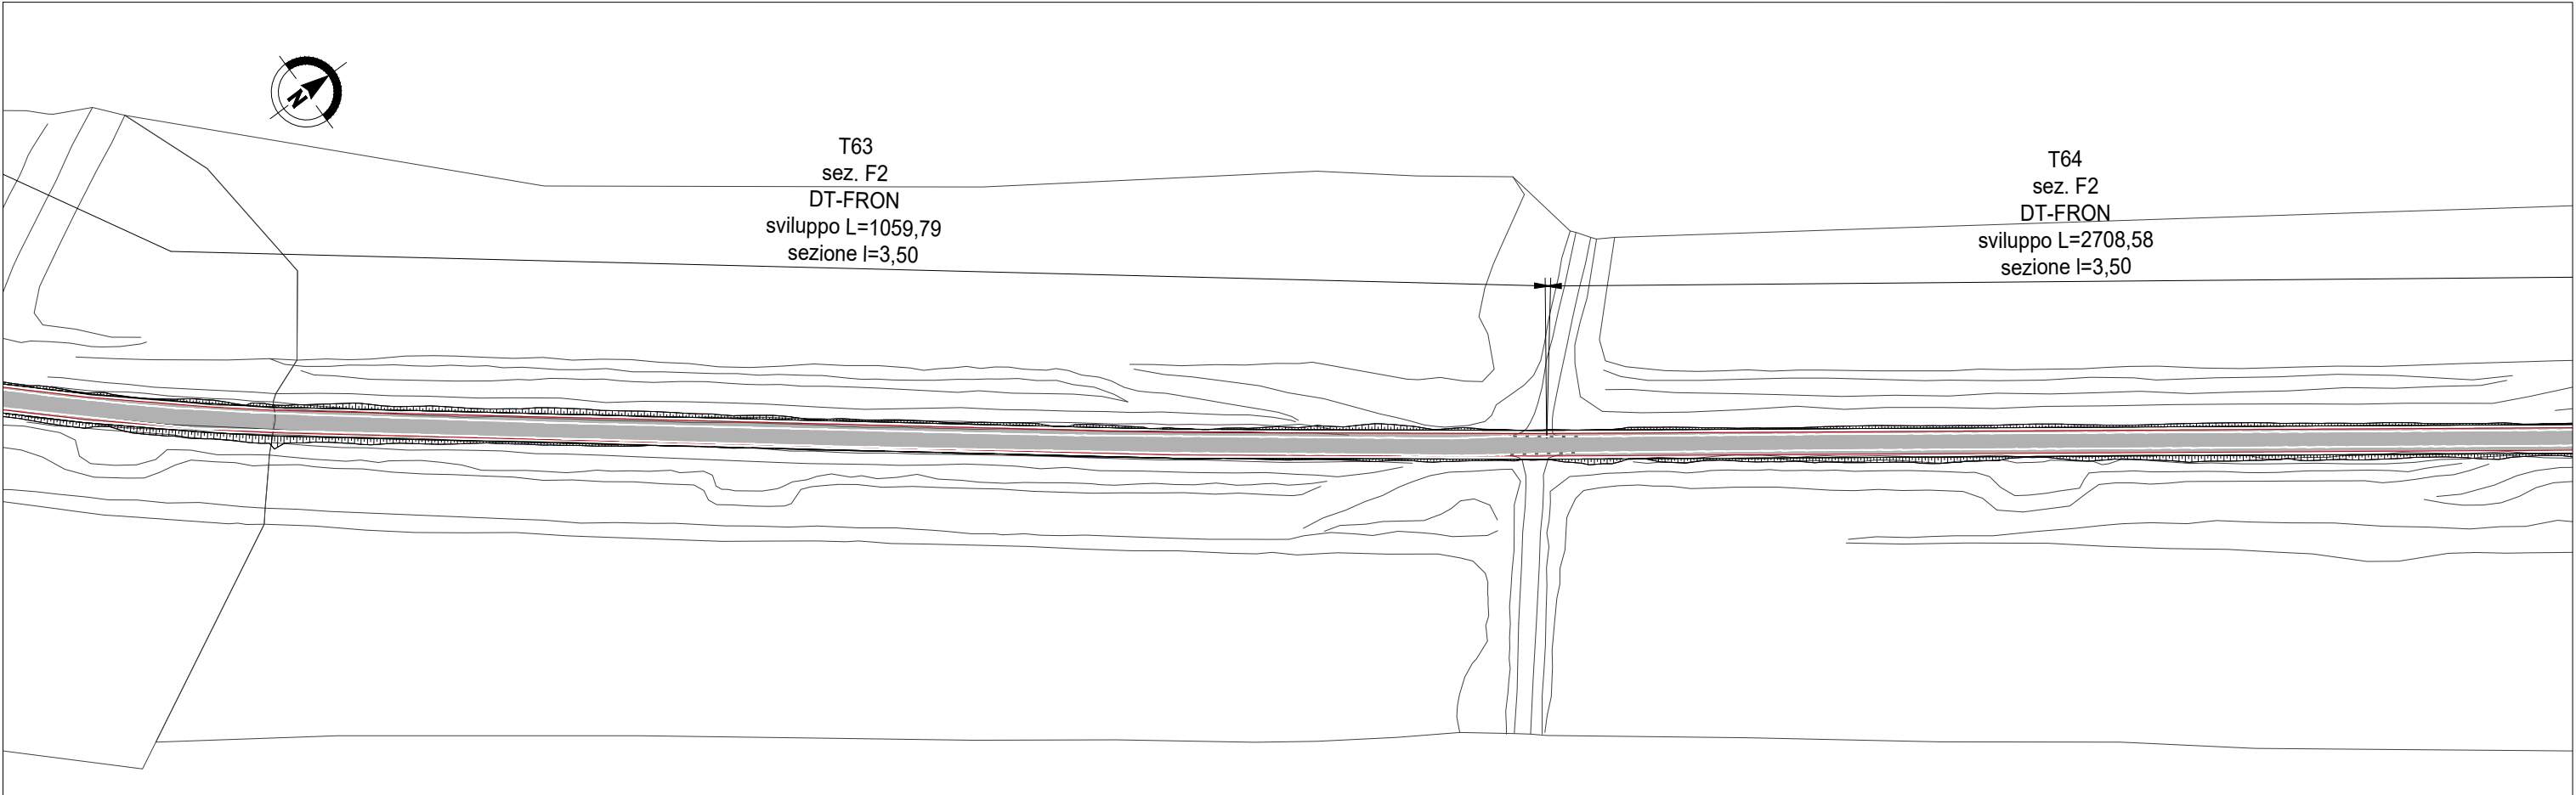 N
T63
sez. F2
DT-FRON
sviluppo L=1059,79
sezione l=3,50
T64
sez. F2
DT-FRON
sviluppo L=2708,58
sezione l=3,50